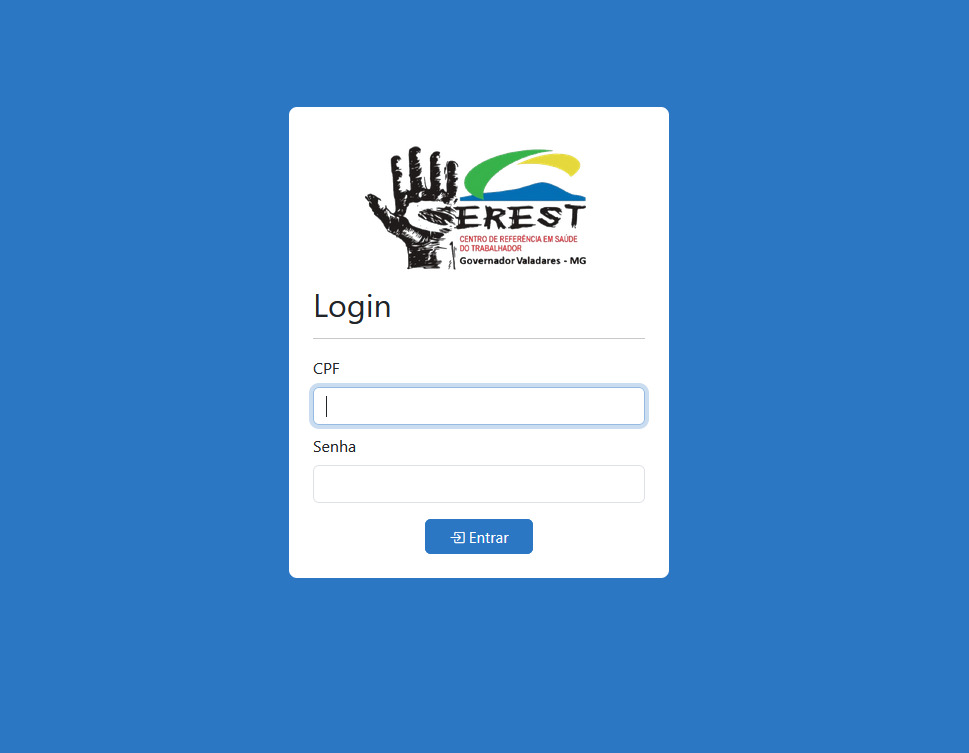 CEREST
CENTRO DE REFERÊNCIA EM SAÚDE
DO TRABALHADOR
Governador Valadares - MG
Login
CPF
Senha
Entrar